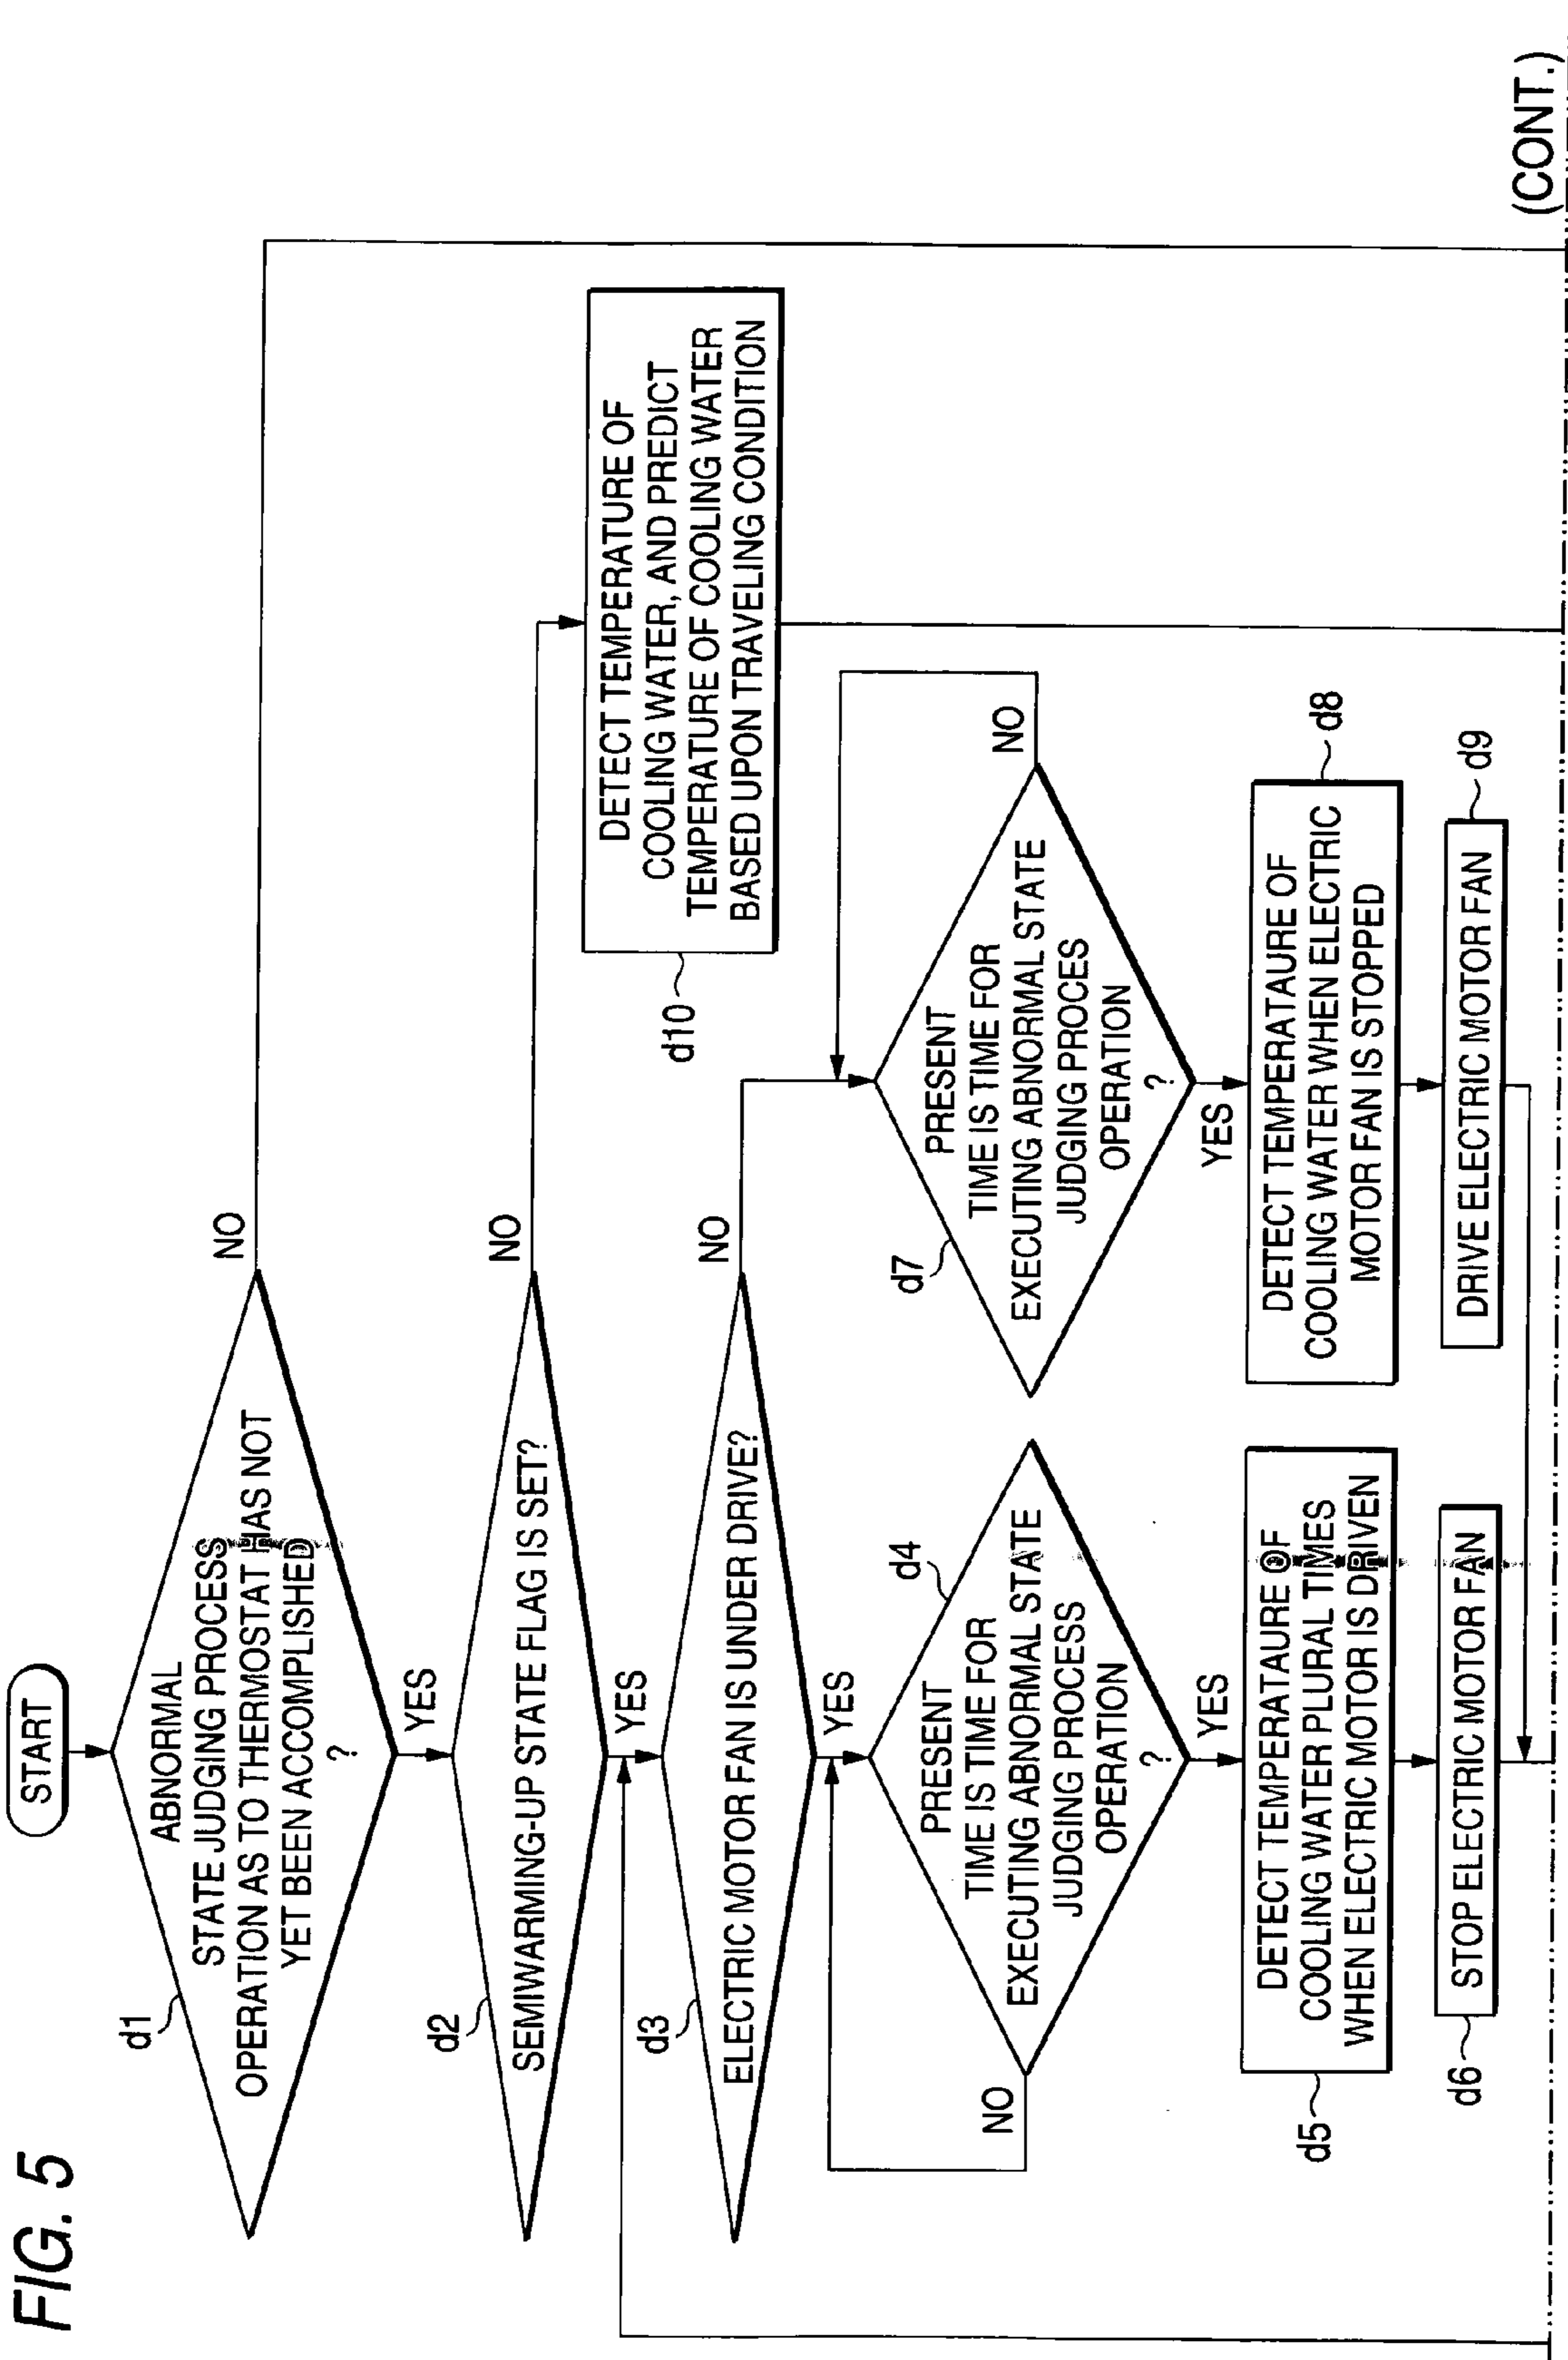 FIG. 5
START
d1
ABNORMAL
STATE JUDGING PROCESS
OPERATION AS TO THERMOSTAT HAS NOT
YET BEEN ACCOMPLISHED
?
NO
YES
d2
SEMIWARMING-UP STATE FLAG IS SET?
NO
YES
d3
ELECTRIC MOTOR FAN IS UNDER DRIVE?
NO
YES
d10
DETECT TEMPERATURE OF
COOLING WATER, AND PREDICT
TEMPERATURE OF COOLING WATER
BASED UPON TRAVELING CONDITION
d4
PRESENT
TIME IS TIME FOR
EXECUTING ABNORMAL STATE
JUDGING PROCESS
OPERATION
?
NO
YES
d7
PRESENT
TIME IS TIME FOR
EXECUTING ABNORMAL STATE
JUDGING PROCES
OPERATION
?
NO
YES
d5
DETECT TEMPERATAURE OF
COOLING WATER PLURAL TIMES
WHEN ELECTRIC MOTOR IS DRIVEN
d8
DETECT TEMPERATAURE OF
COOLING WATER WHEN ELECTRIC
MOTOR FAN IS STOPPED
d6
STOP ELECTRIC MOTOR FAN
d9
DRIVE ELECTRIC MOTOR FAN
(CONT.)